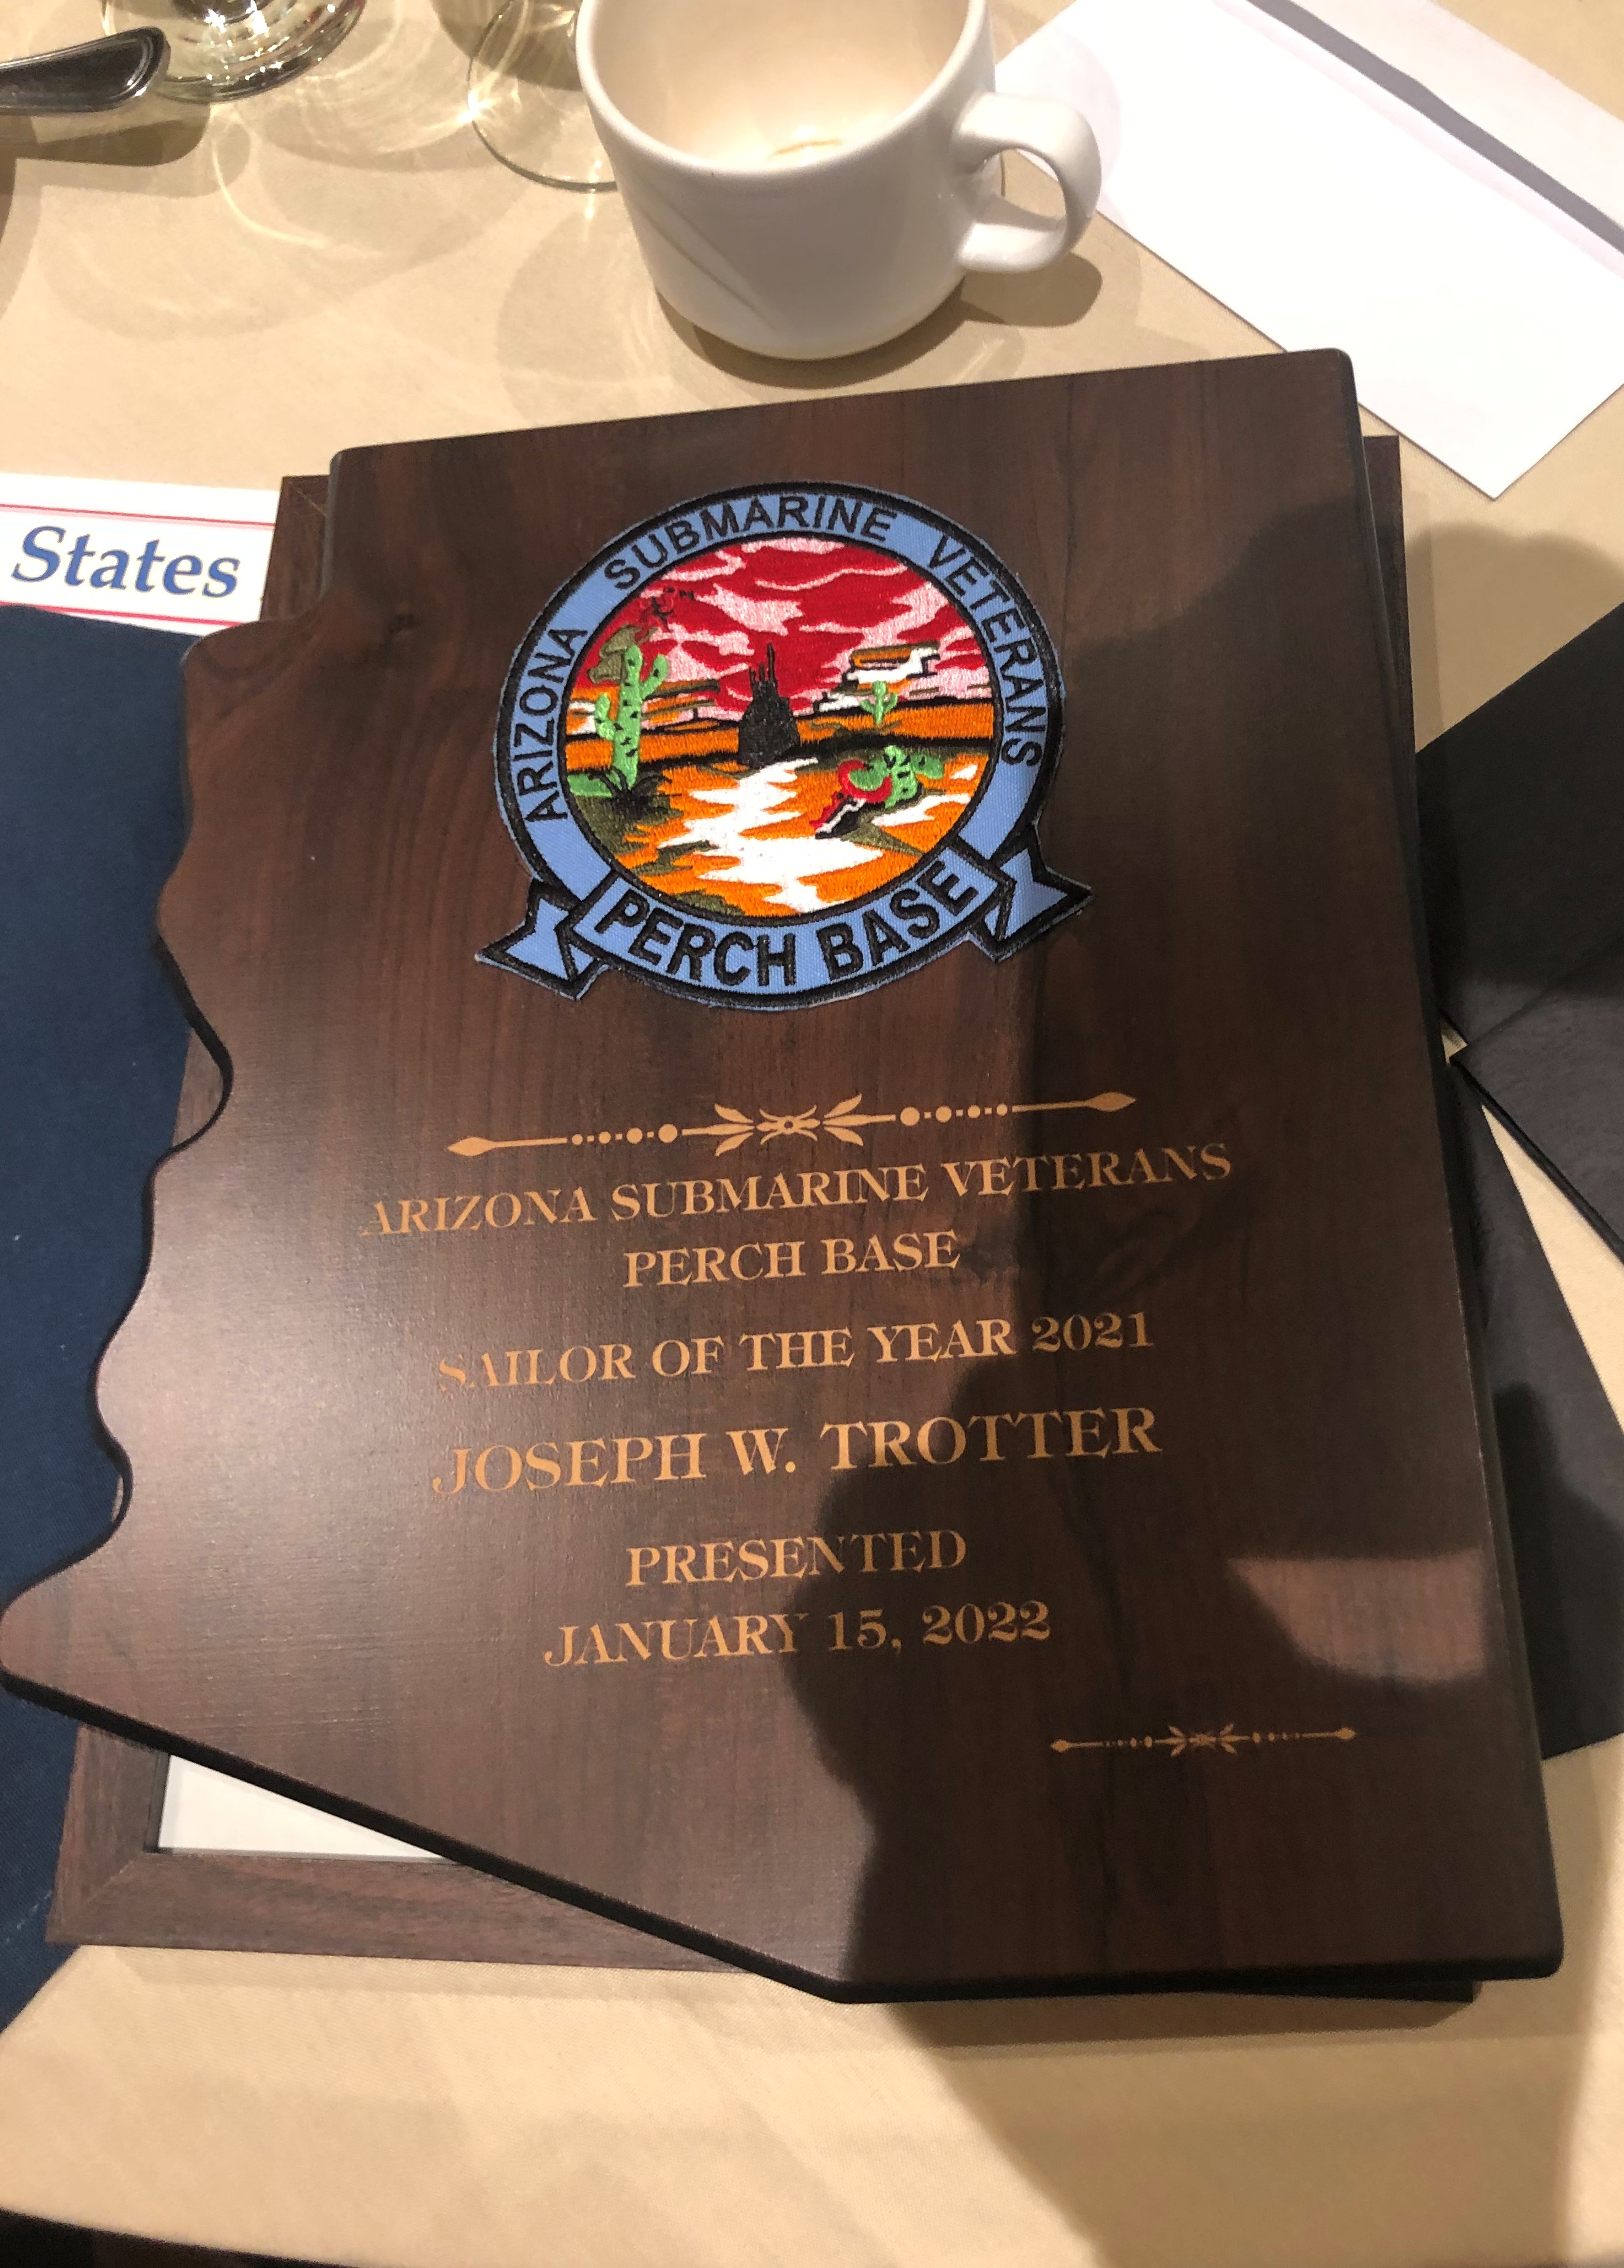 States
ARIZONA SUBMARINE VETERANS
PERCH BASE
ARIZONA SUBMARINE VETERANS
PERCH BASE
SAILOR OF THE YEAR 2021
JOSEPH W. TROTTER
PRESENTED
JANUARY 15, 2022